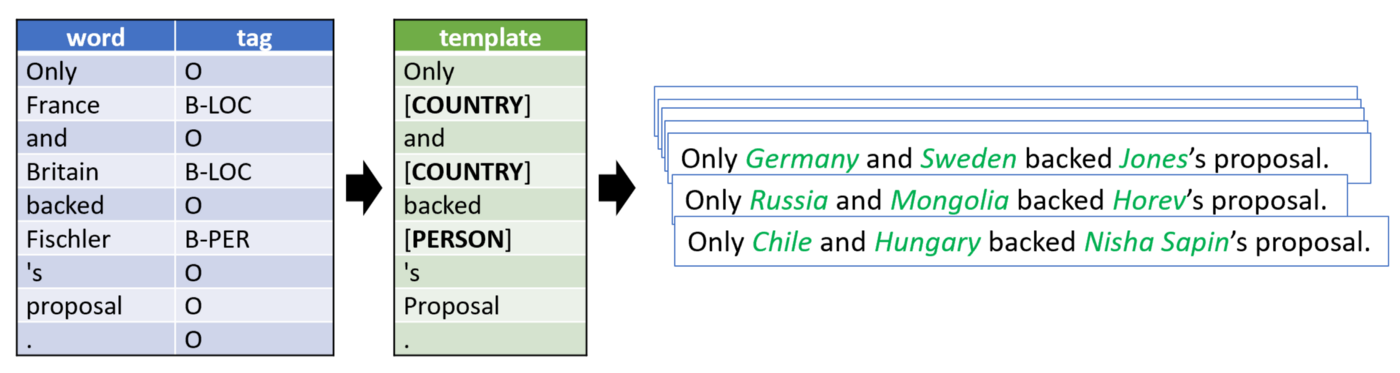 word tag
Only O
France B-LOC
and O
Britain B-LOC
backed O
Fischler B-PER
's O
proposal O
. O
template
Only
[COUNTRY]
and
[COUNTRY]
backed
[PERSON]
's
Proposal
.
Only Germany and Sweden backed Jones’s proposal.
Only Russia and Mongolia backed Horev’s proposal.
Only Chile and Hungary backed Nisha Sapin’s proposal.